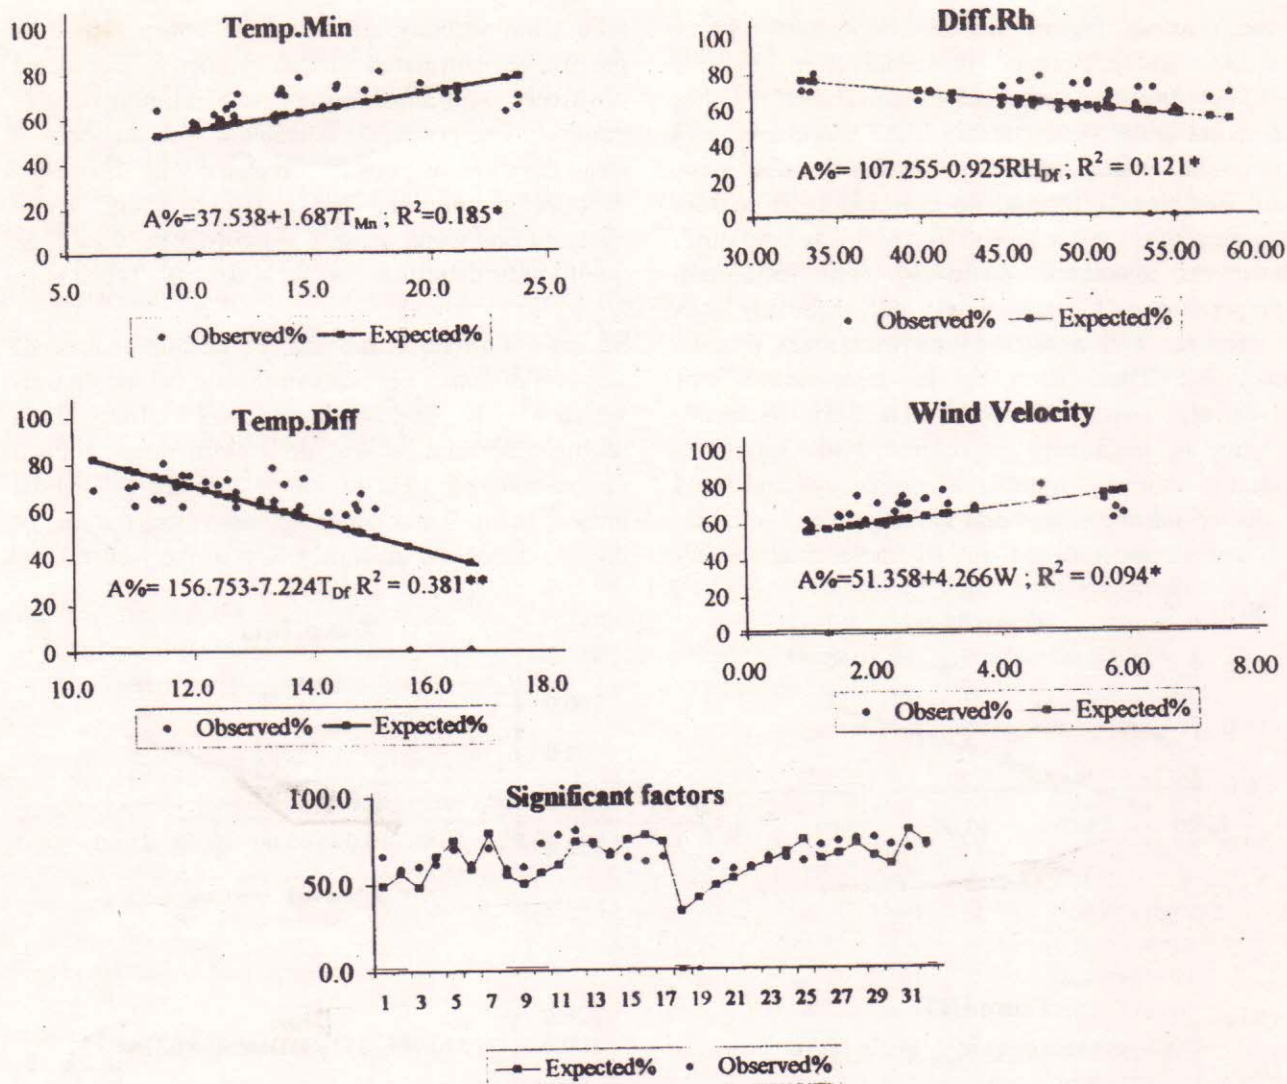 Temp.Min
100
80
60
40
20
0
A%=37.538+1.687T_Mn ; R²=0.185*
5.0 10.0 15.0 20.0 25.0
Observed% Expected%
Diff.Rh
100
80
60
40
20
0
A%= 107.255-0.925RH_Df ; R² = 0.121*
30.00 40.00 50.00 60.00
Observed% Expected%
Temp.Diff
100
80
60
40
20
0
A%= 156.753-7.224T_Df R² = 0.381**
10.0 12.0 14.0 16.0 18.0
Observed% Expected%
Wind Velocity
100
80
60
40
20
0
A%=51.358+4.266W ; R² = 0.094*
0.00 2.00 4.00 6.00 8.00
Observed% Expected%
Significant factors
100.0
50.0
0.0
1 3 5 7 9 11 13 15 17 19 21 23 25 27 29 31
Expected% Observed%